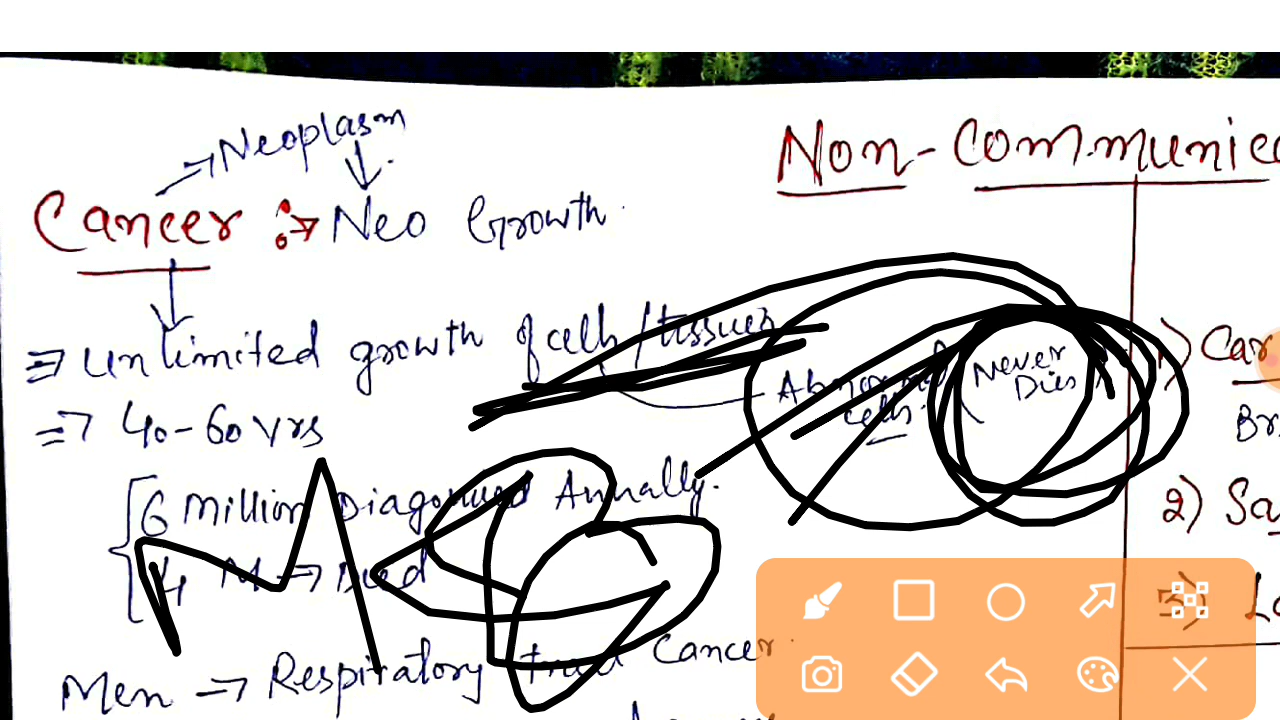 Neoplasm
Non-Communica
Cancer :→ Neo Growth
⇒ Unlimited growth of cells/tissues
Abnormal cells.
Never
Dies
1) Car
⇒ 40-60 Yrs
Br
{ 6 Million Diagonised Annually.
2) Sa
4 M → Died
3) L
Men → Respiratory Tract Cancer.